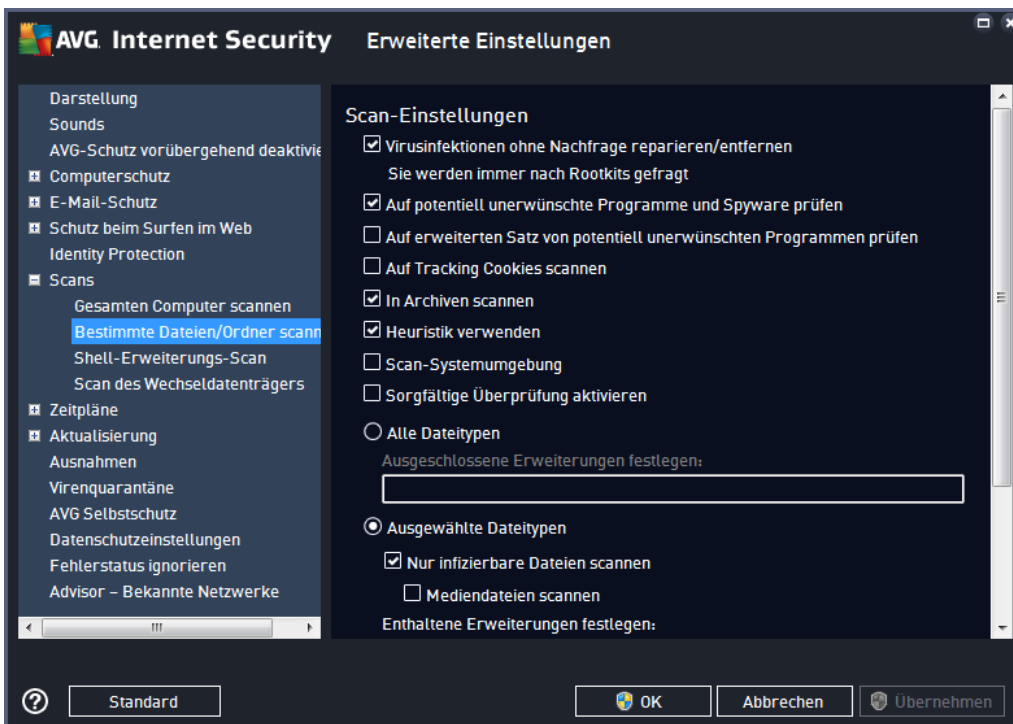 AVG. Internet Security Erweiterte Einstellungen
Darstellung
Sounds
AVG-Schutz vorübergehend deaktivie
Computerschutz
E-Mail-Schutz
Schutz beim Surfen im Web
Identity Protection
Scans
Gesamten Computer scannen
Bestimmte Dateien/Ordner scann
Shell-Erweiterungs-Scan
Scan des Wechseldatenträgers
Zeitpläne
Aktualisierung
Ausnahmen
Virenquarantäne
AVG Selbstschutz
Datenschutzeinstellungen
Fehlerstatus ignorieren
Advisor – Bekannte Netzwerke
Scan-Einstellungen
Virusinfektionen ohne Nachfrage reparieren/entfernen
Sie werden immer nach Rootkits gefragt
Auf potentiell unerwünschte Programme und Spyware prüfen
Auf erweiterten Satz von potentiell unerwünschten Programmen prüfen
Auf Tracking Cookies scannen
In Archiven scannen
Heuristik verwenden
Scan-Systemumgebung
Sorgfältige Überprüfung aktivieren
Alle Dateitypen
Ausgeschlossene Erweiterungen festlegen:
Ausgewählte Dateitypen
Nur infizierbare Dateien scannen
Mediendateien scannen
Enthaltene Erweiterungen festlegen:
? Standard OK Abbrechen Übernehmen